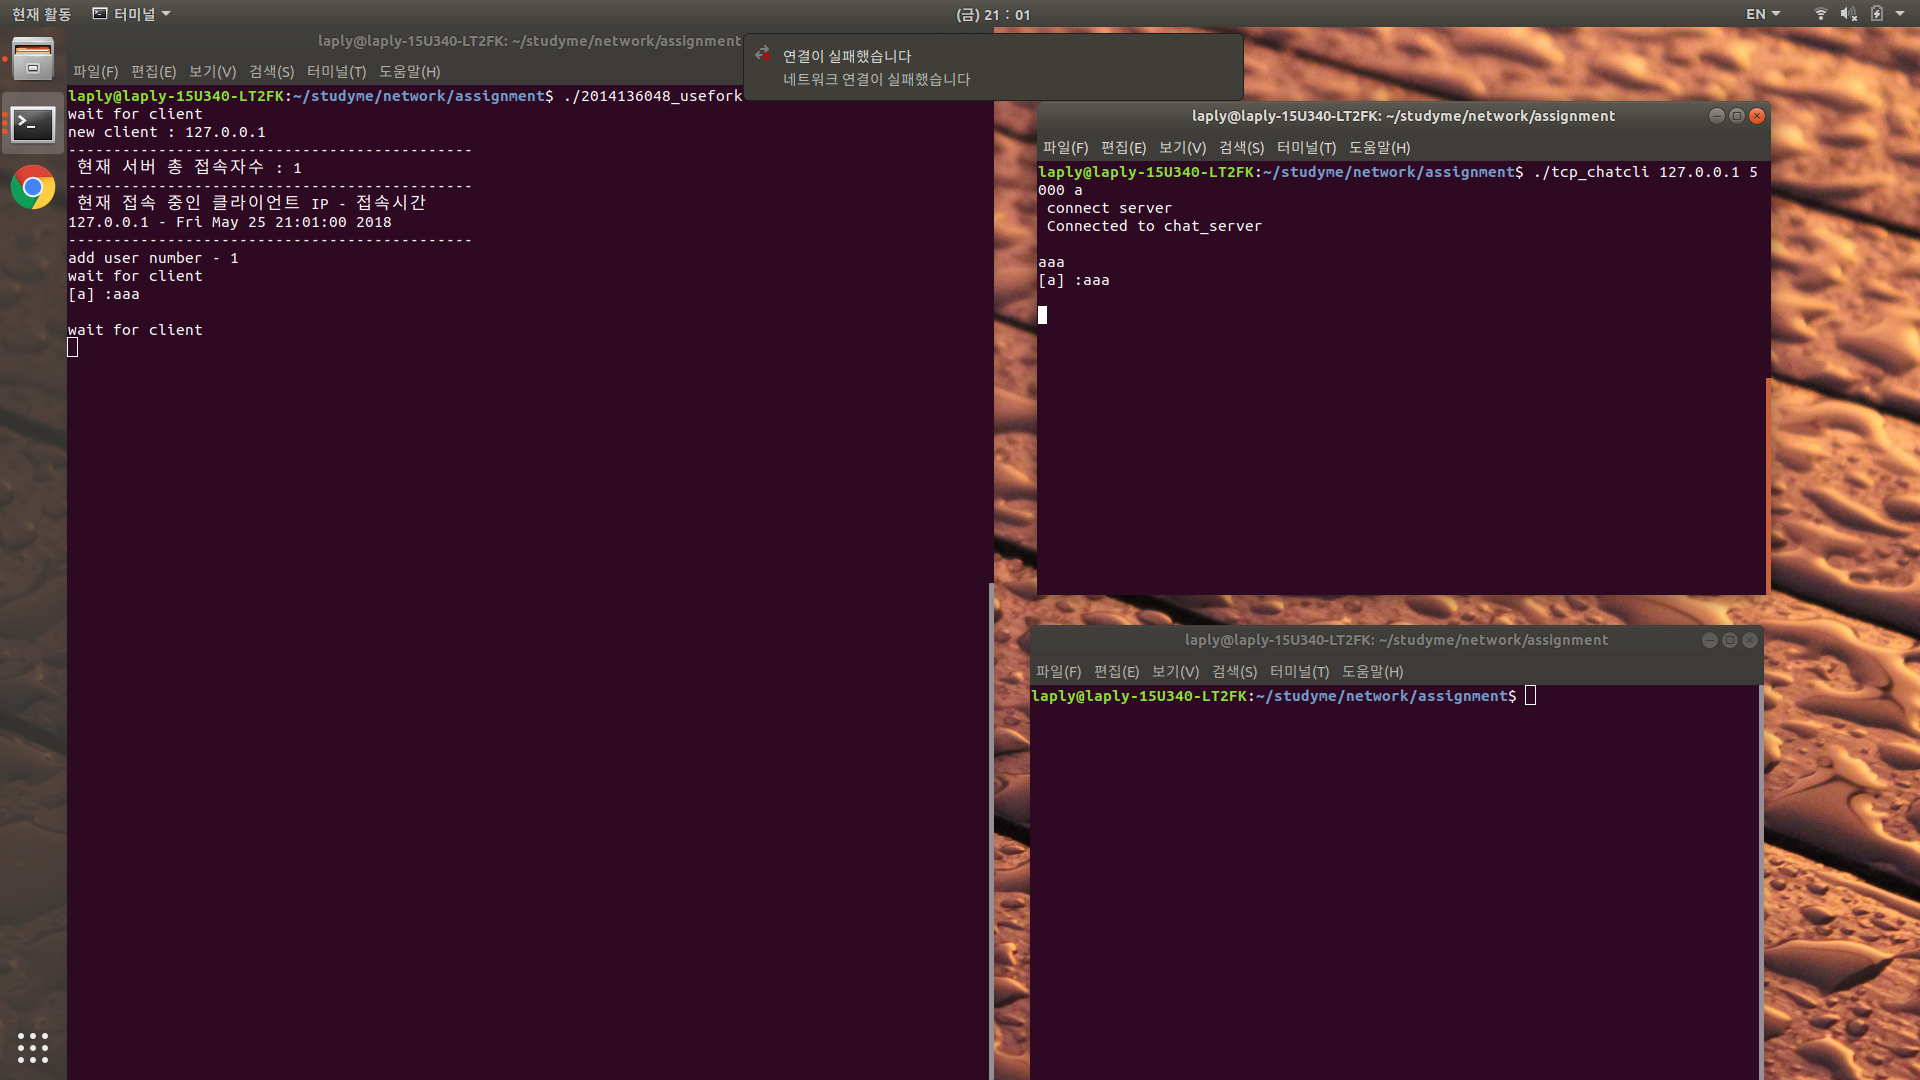 현재 활동 터미널 (금) 21 : 01 EN
laply@laply-15U340-LT2FK: ~/studyme/network/assignment
파일(F) 편집(E) 보기(V) 검색(S) 터미널(T) 도움말(H)
laply@laply-15U340-LT2FK:~/studyme/network/assignment$ ./2014136048_usefork
wait for client
new client : 127.0.0.1
---------------------------------------------
현재 서버 총 접속자수 : 1
---------------------------------------------
현재 접속 중인 클라이언트 IP - 접속시간
127.0.0.1 - Fri May 25 21:01:00 2018
---------------------------------------------
add user number - 1
wait for client
[a] :aaa
wait for client
연결이 실패했습니다
네트워크 연결이 실패했습니다
laply@laply-15U340-LT2FK: ~/studyme/network/assignment
파일(F) 편집(E) 보기(V) 검색(S) 터미널(T) 도움말(H)
laply@laply-15U340-LT2FK:~/studyme/network/assignment$ ./tcp_chatcli 127.0.0.1 5
000 a
connect server
Connected to chat_server
aaa
[a] :aaa
laply@laply-15U340-LT2FK: ~/studyme/network/assignment
파일(F) 편집(E) 보기(V) 검색(S) 터미널(T) 도움말(H)
laply@laply-15U340-LT2FK:~/studyme/network/assignment$